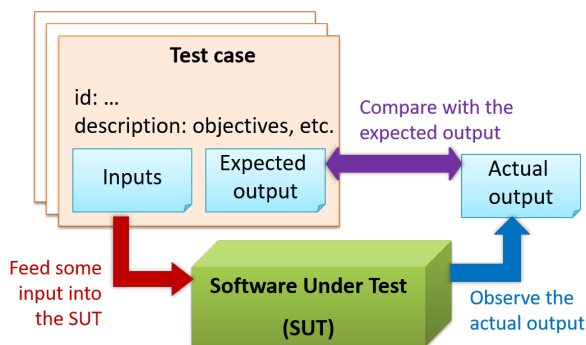 Test case
id: ...
description: objectives, etc.
Inputs
Expected
output
Compare with the
expected output
Actual
output
Feed some
input into
the SUT
Software Under Test
(SUT)
Observe the
actual output